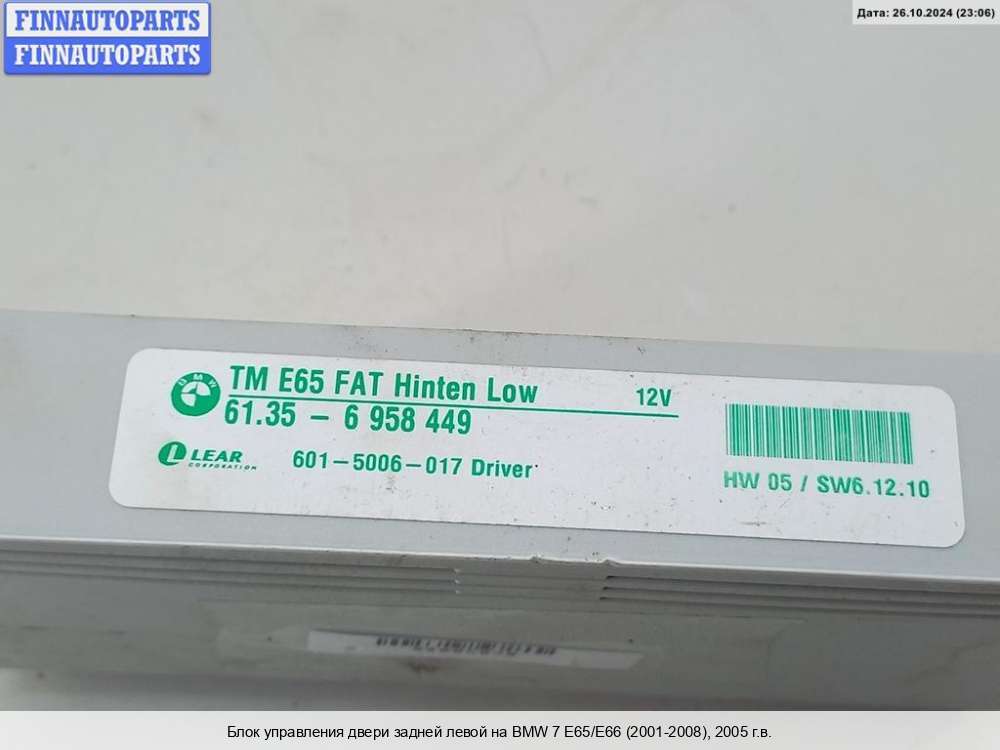 FINNAUTOPARTS
FINNAUTOPARTS
Дата: 26.10.2024 (23:06)
BMW
TM E65 FAT Hinten Low 12V
61.35 - 6 958 449
LEAR
CORPORATION
601-5006-017 Driver
HW 05 / SW6.12.10
Блок управления двери задней левой на BMW 7 E65/E66 (2001-2008), 2005 г.в.